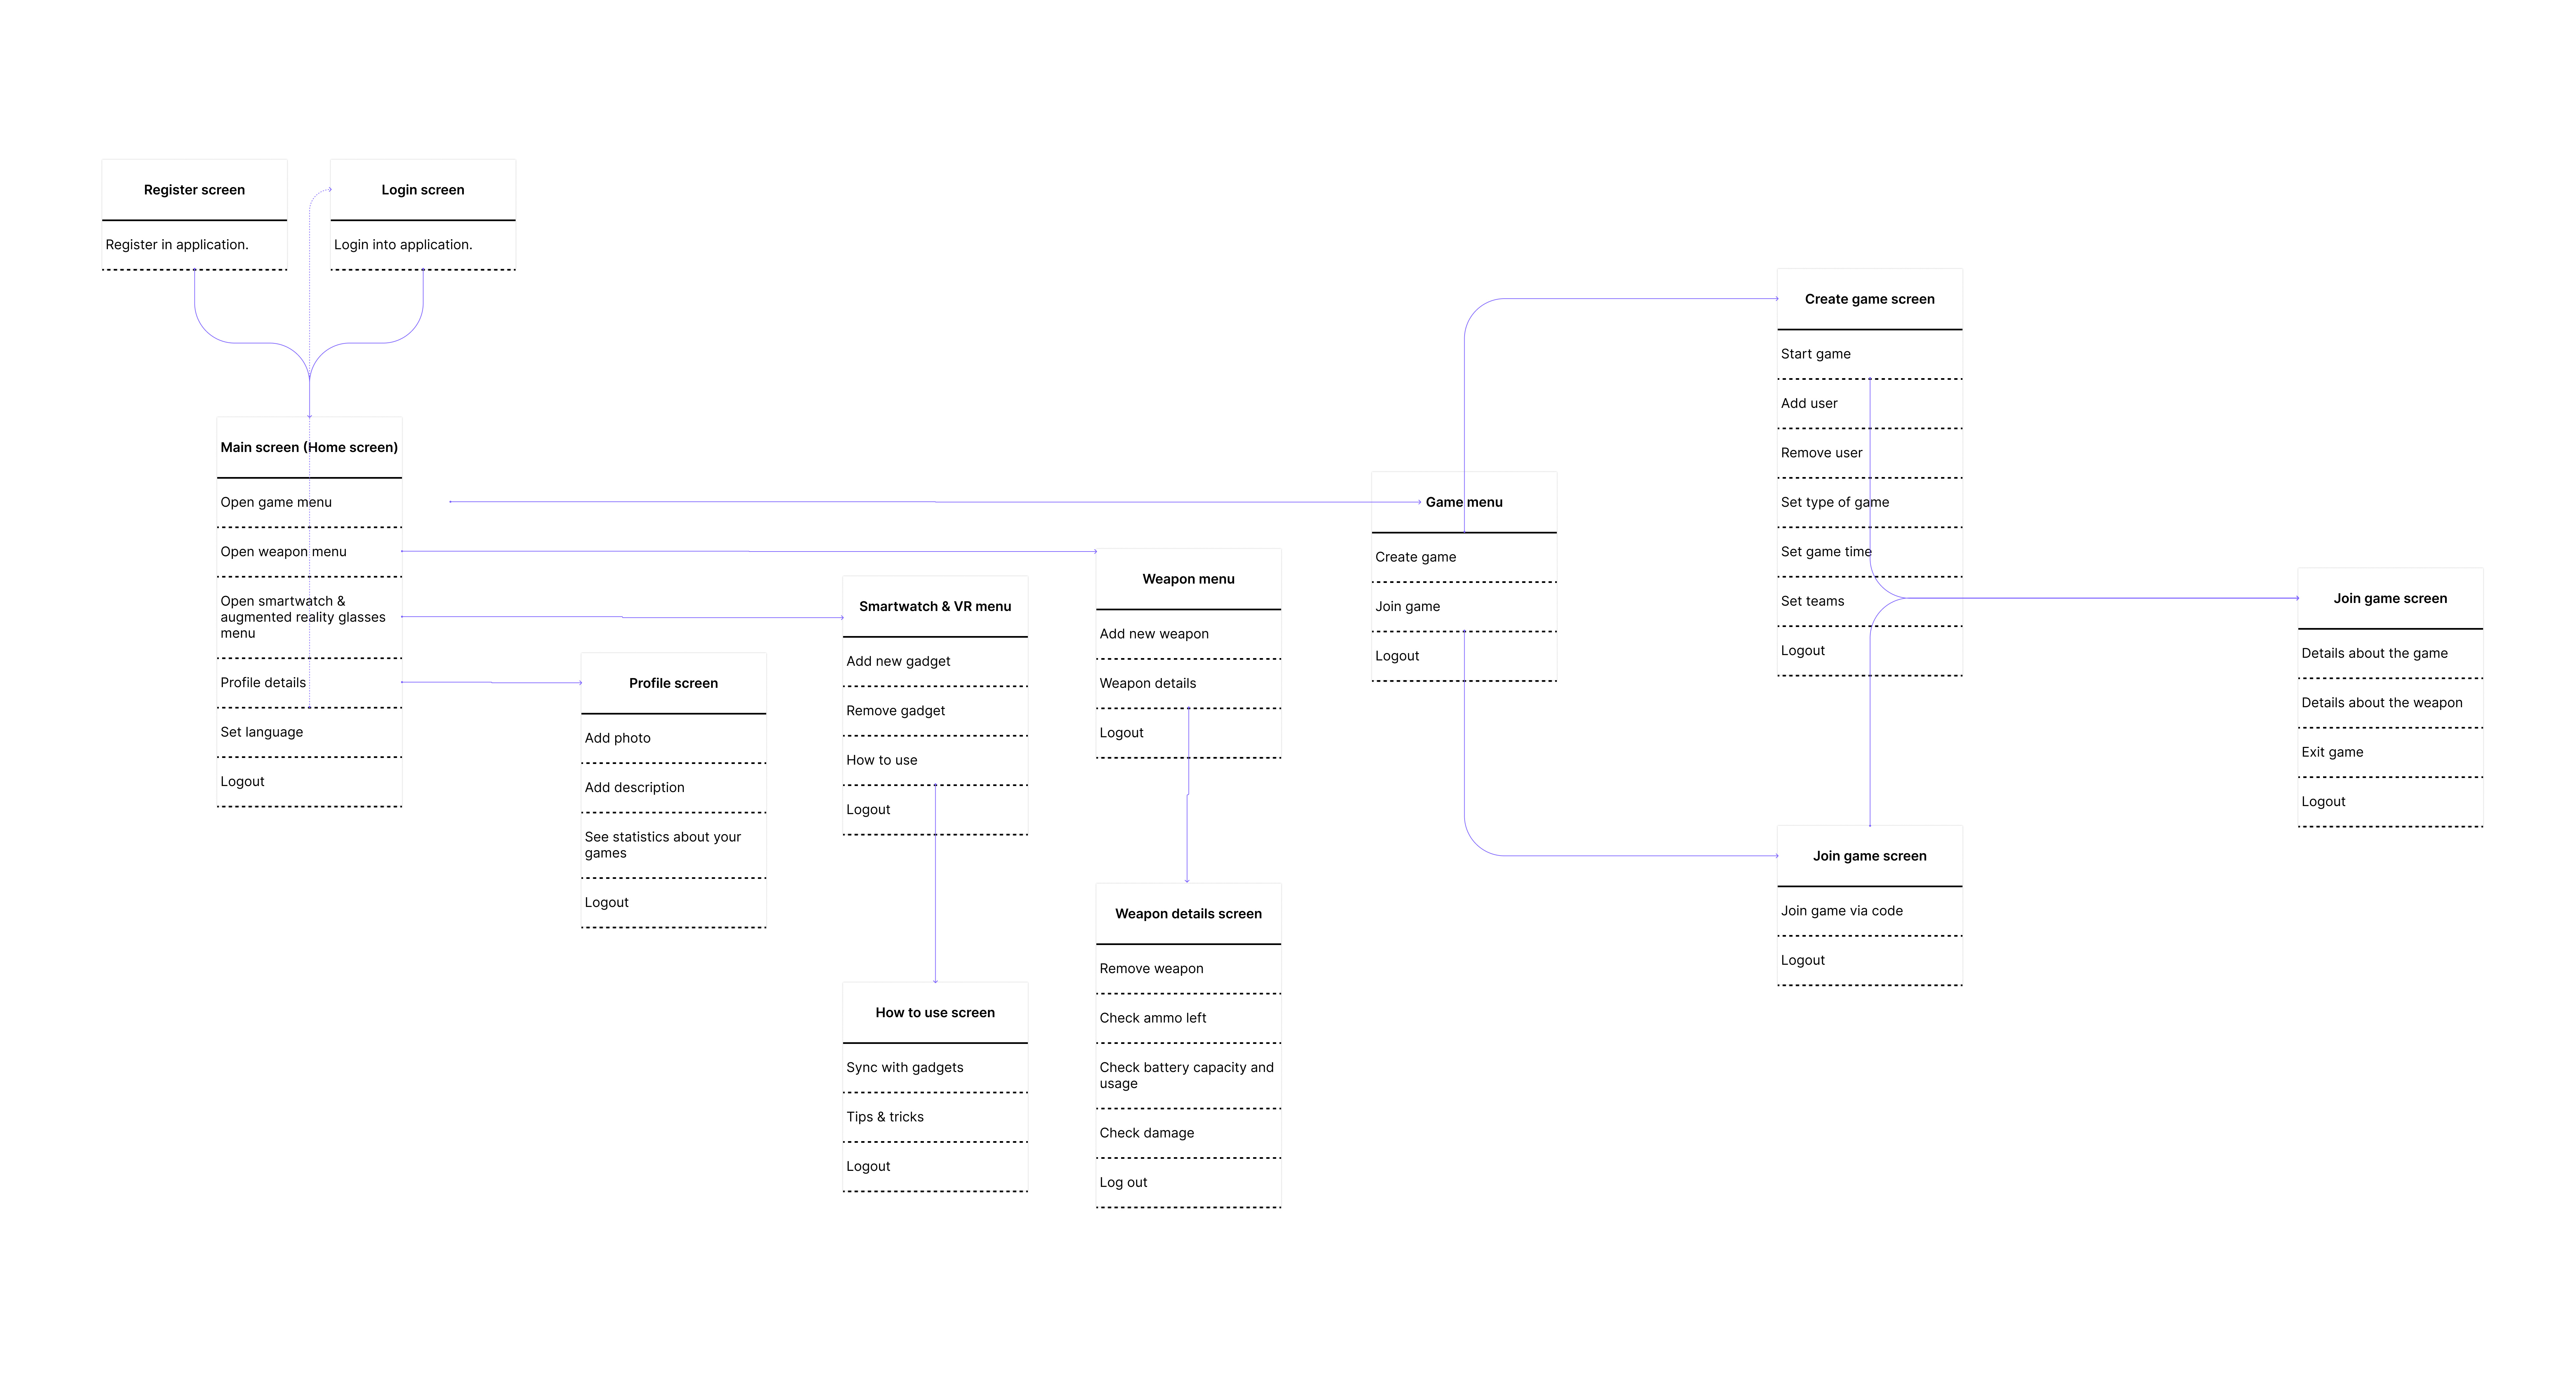 Register screen
Register in application.
Login screen
Login into application.
Main screen (Home screen)
Open game menu
Open weapon menu
Open smartwatch &
augmented reality glasses
menu
Profile details
Set language
Logout
Profile screen
Add photo
Add description
See statistics about your
games
Logout
Smartwatch & VR menu
Add new gadget
Remove gadget
How to use
Logout
How to use screen
Sync with gadgets
Tips & tricks
Logout
Weapon menu
Add new weapon
Weapon details
Logout
Weapon details screen
Remove weapon
Check ammo left
Check battery capacity and
usage
Check damage
Log out
Game menu
Create game
Join game
Logout
Create game screen
Start game
Add user
Remove user
Set type of game
Set game time
Set teams
Logout
Join game screen
Join game via code
Logout
Join game screen
Details about the game
Details about the weapon
Exit game
Logout